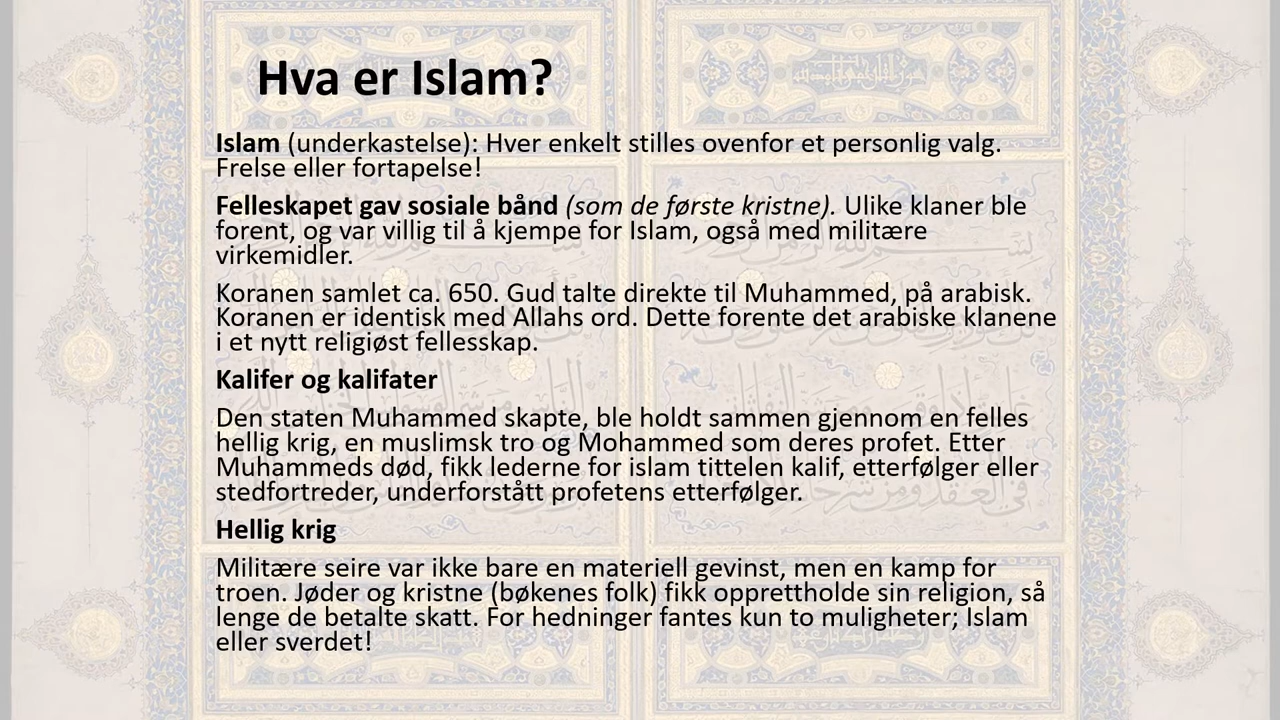 Hva er Islam?
Islam (underkastelse): Hver enkelt stilles ovenfor et personlig valg.
Frelse eller fortapelse!
Felleskapet gav sosiale bånd (som de første kristne). Ulike klaner ble
forent, og var villig til å kjempe for Islam, også med militære
virkemidler.
Koranen samlet ca. 650. Gud talte direkte til Muhammed, på arabisk.
Koranen er identisk med Allahs ord. Dette forente det arabiske klanene
i et nytt religiøst fellesskap.
Kalifer og kalifater
Den staten Muhammed skapte, ble holdt sammen gjennom en felles
hellig krig, en muslimsk tro og Mohammed som deres profet. Etter
Muhammeds død, fikk lederne for islam tittelen kalif, etterfølger eller
stedfortreder, underforstått profetens etterfølger.
Hellig krig
Militære seire var ikke bare en materiell gevinst, men en kamp for
troen. Jøder og kristne (bøkenes folk) fikk opprettholde sin religion, så
lenge de betalte skatt. For hedninger fantes kun to muligheter; Islam
eller sverdet!